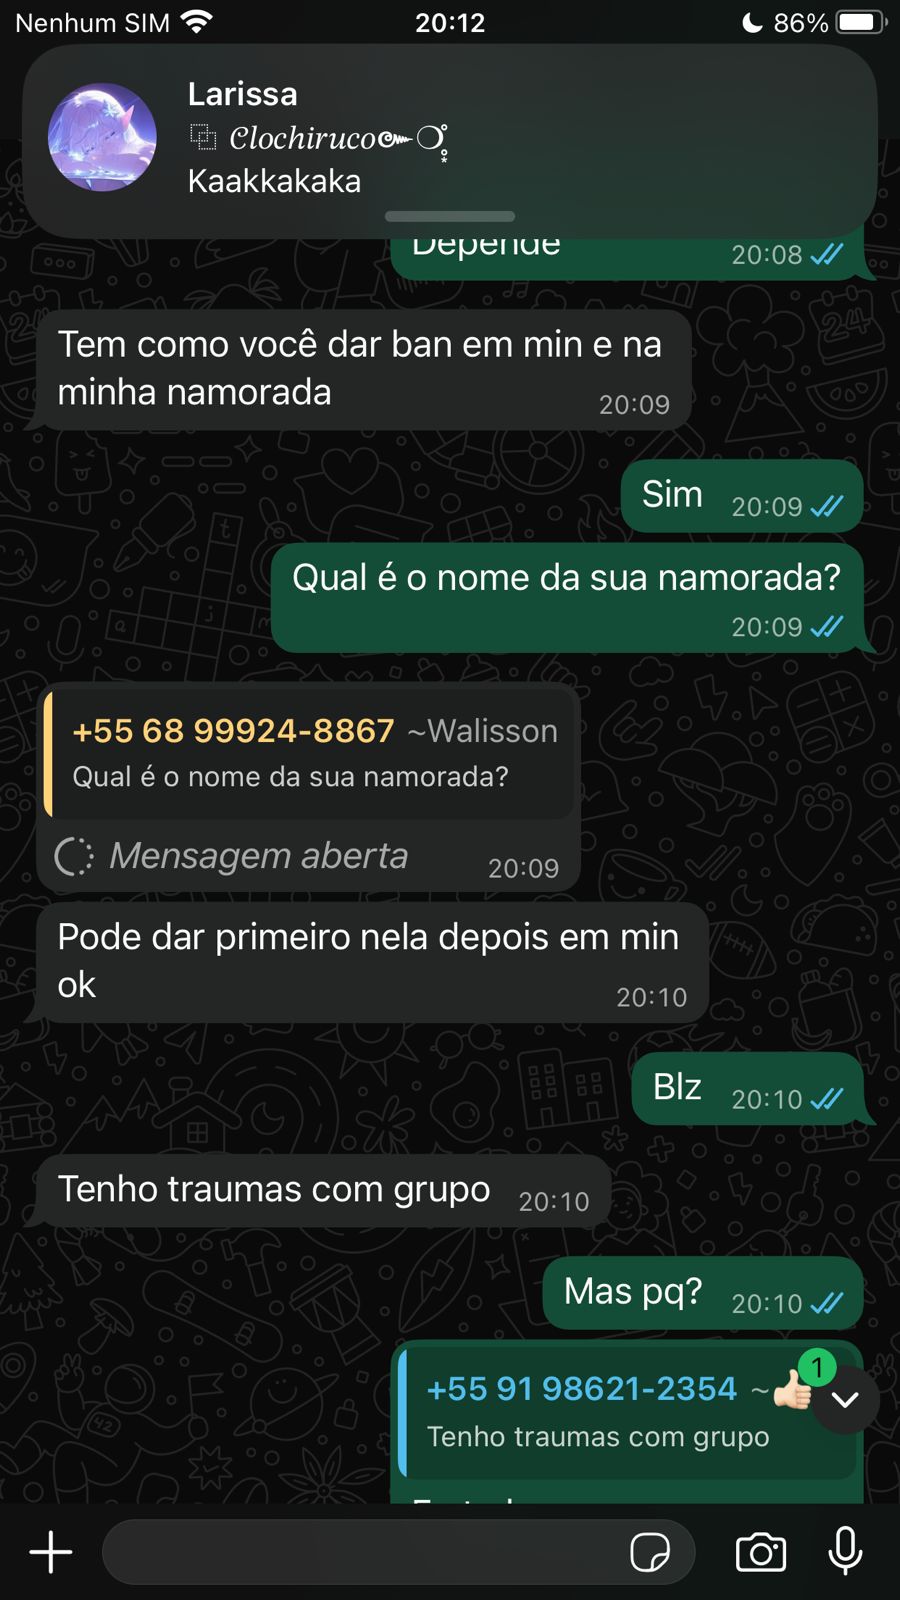 Nenhum SIM 20:12 86%
Larissa
𝓒𝓵𝓸𝓬𝓱𝓲𝓻𝓾𝓬𝓸
Kaakkakaka
Depende 20:08
Tem como você dar ban em min e na
minha namorada 20:09
Sim 20:09
Qual é o nome da sua namorada?
20:09
+55 68 99924-8867 ~Walisson
Qual é o nome da sua namorada?
Mensagem aberta 20:09
Pode dar primeiro nela depois em min
ok 20:10
Blz 20:10
Tenho traumas com grupo 20:10
Mas pq? 20:10
1
+55 91 98621-2354 ~👍🏻
Tenho traumas com grupo